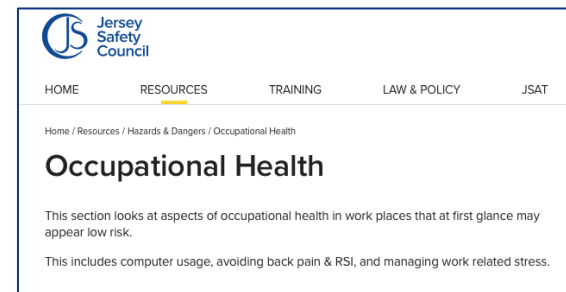 Jersey
Safety
Council
HOME RESOURCES TRAINING LAW & POLICY JSAT
Home / Resources / Hazards & Dangers / Occupational Health
Occupational Health
This section looks at aspects of occupational health in work places that at first glance may
appear low risk.
This includes computer usage, avoiding back pain & RSI, and managing work related stress.